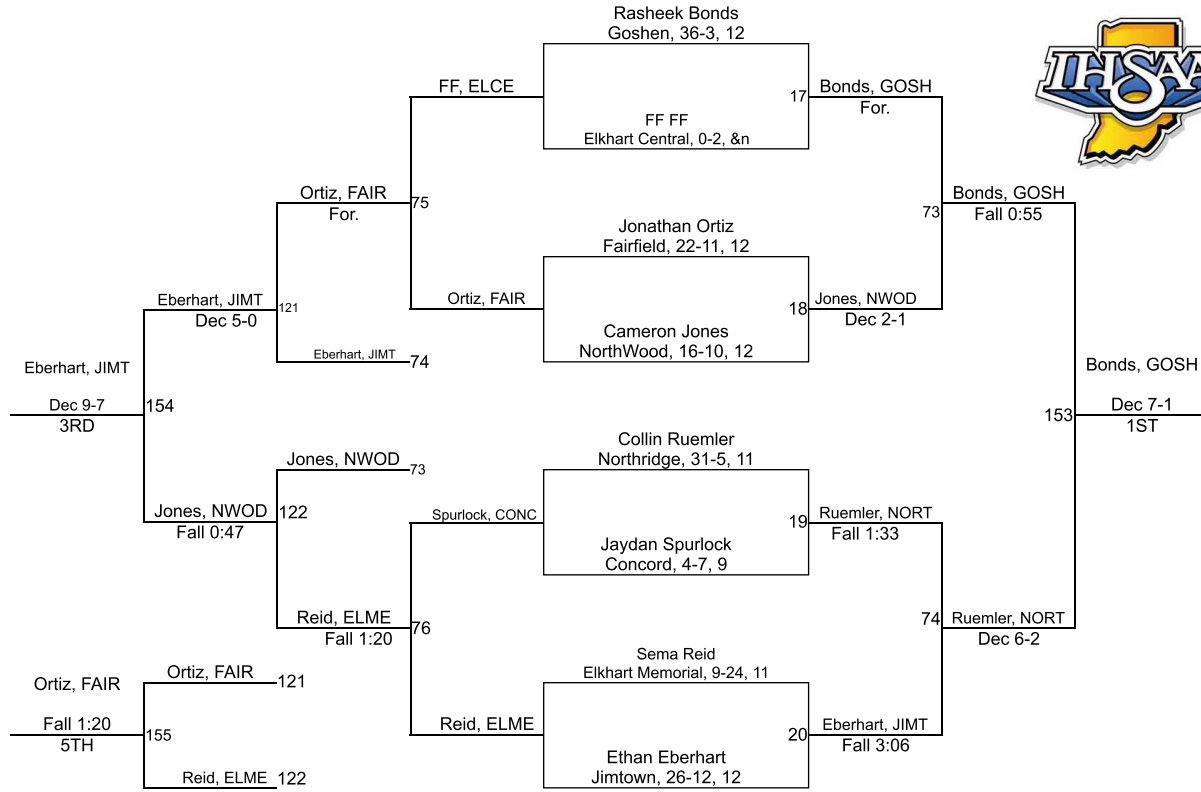 Rasheek Bonds
Goshen, 36-3, 12
IHSAA
FF, ELCE
17
Bonds, GOSH
For.
FF FF
Elkhart Central, 0-2, &n
Ortiz, FAIR
For.
75
Bonds, GOSH
Fall 0:55
73
Jonathan Ortiz
Fairfield, 22-11, 12
Eberhart, JIMT
Dec 5-0
121
Ortiz, FAIR
18
Jones, NWOD
Dec 2-1
Cameron Jones
NorthWood, 16-10, 12
Eberhart, JIMT
74
Eberhart, JIMT
Dec 9-7
3RD
154
Bonds, GOSH
153
Dec 7-1
1ST
Collin Ruemler
Northridge, 31-5, 11
Jones, NWOD
73
Jones, NWOD
Fall 0:47
122
Spurlock, CONC
19
Ruemler, NORT
Fall 1:33
Jaydan Spurlock
Concord, 4-7, 9
Reid, ELME
Fall 1:20
76
74
Ruemler, NORT
Dec 6-2
Sema Reid
Elkhart Memorial, 9-24, 11
Ortiz, FAIR
Ortiz, FAIR
121
Fall 1:20
5TH
155
Reid, ELME
20
Eberhart, JIMT
Fall 3:06
Ethan Eberhart
Jimtown, 26-12, 12
Reid, ELME
122